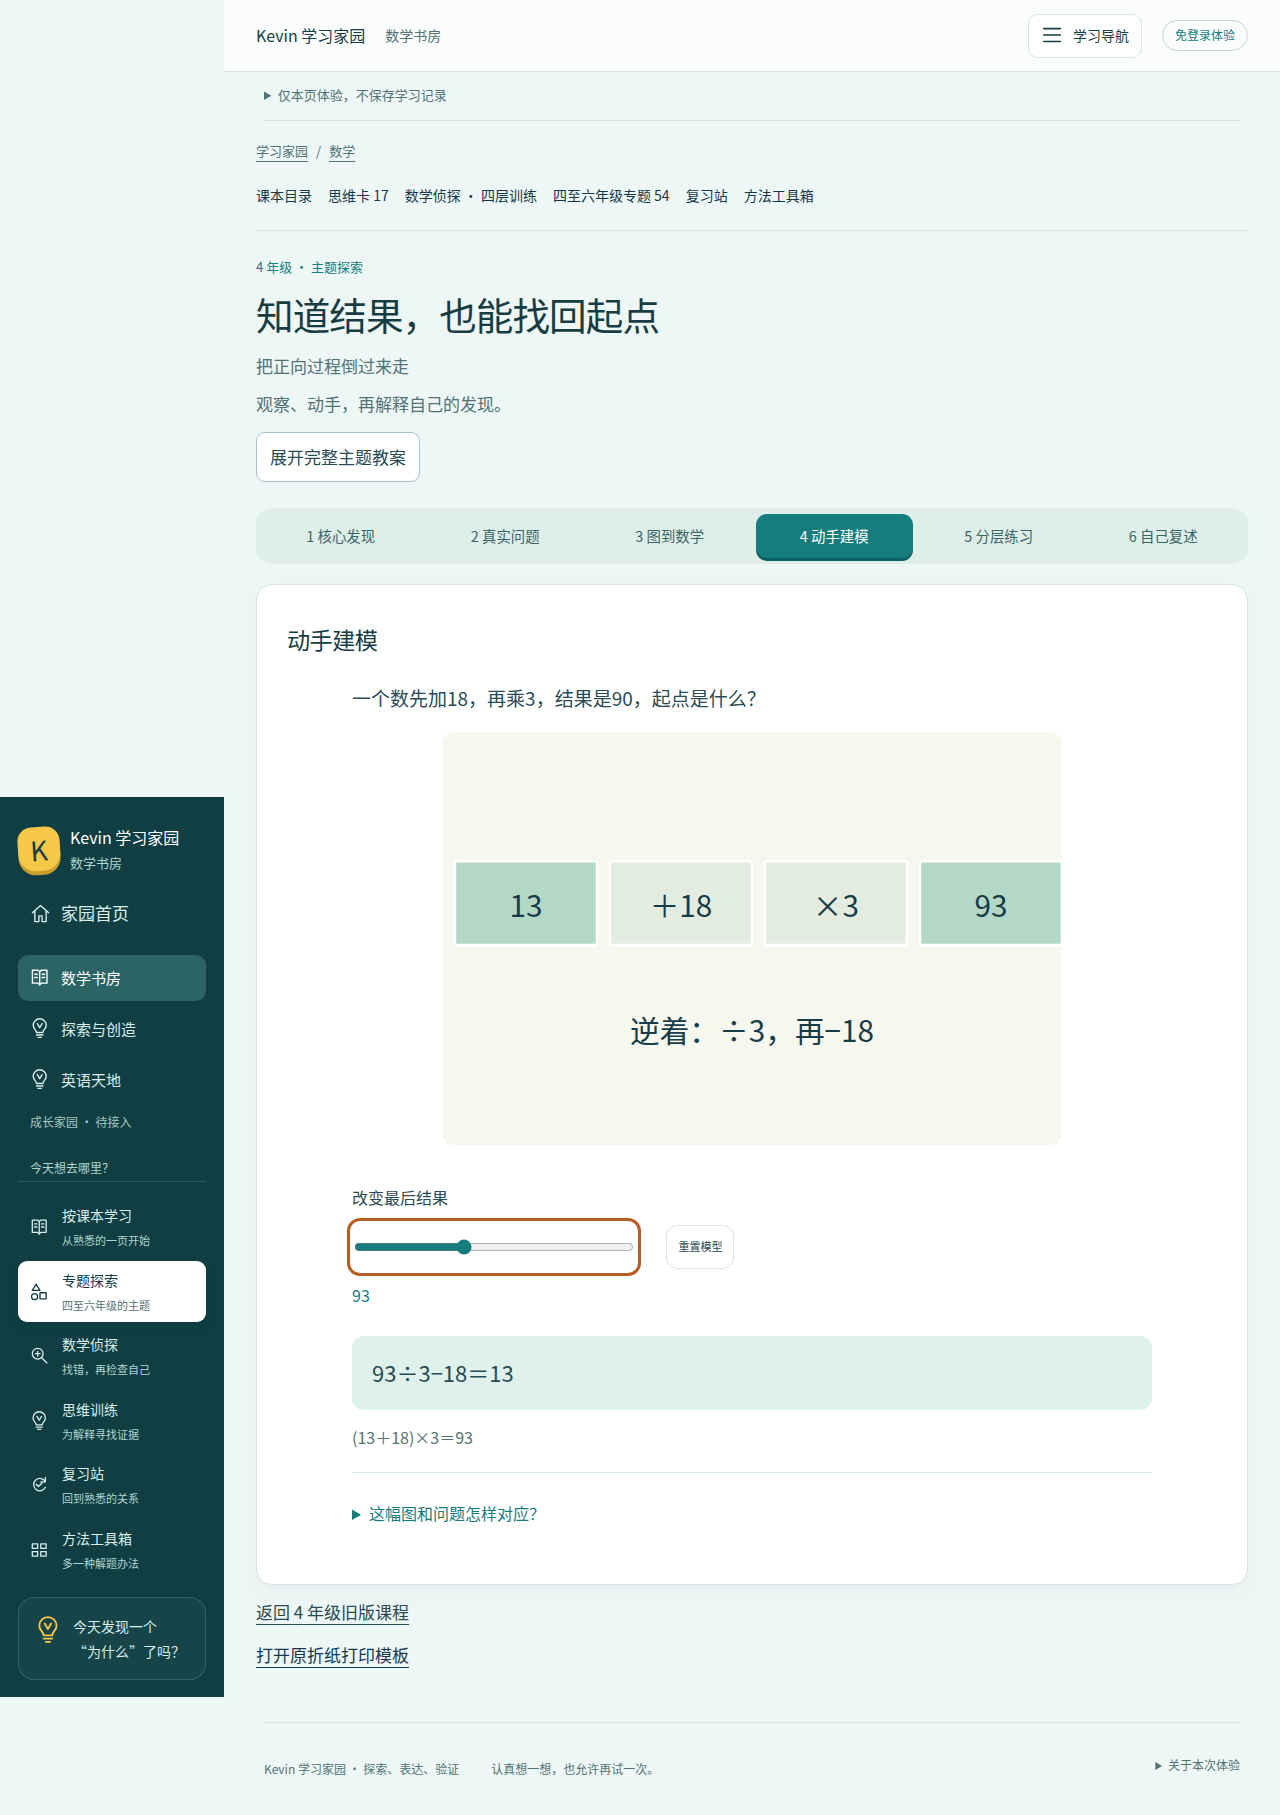 Kevin 学习家园
数学书房
学习导航
免登录体验
仅本页体验，不保存学习记录
学习家园 / 数学
课本目录 思维卡 17 数学侦探 · 四层训练 四至六年级专题 54 复习站 方法工具箱
4 年级 · 主题探索
知道结果，也能找回起点
把正向过程倒过来走
观察、动手，再解释自己的发现。
展开完整主题教案
1 核心发现
2 真实问题
3 图到数学
4 动手建模
5 分层练习
6 自己复述
动手建模
一个数先加18，再乘3，结果是90，起点是什么？
13
＋18
×3
93
逆着：÷3，再−18
改变最后结果
重置模型
93
93÷3−18＝13
(13＋18)×3＝93
这幅图和问题怎样对应？
返回 4 年级旧版课程
打开原折纸打印模板
K
Kevin 学习家园
数学书房
家园首页
数学书房
探索与创造
英语天地
成长家园 · 待接入
今天想去哪里？
按课本学习
从熟悉的一页开始
专题探索
四至六年级的主题
数学侦探
找错，再检查自己
思维训练
为解释寻找证据
复习站
回到熟悉的关系
方法工具箱
多一种解题办法
今天发现一个
“为什么”了吗？
Kevin 学习家园 · 探索、表达、验证
认真想一想，也允许再试一次。
关于本次体验